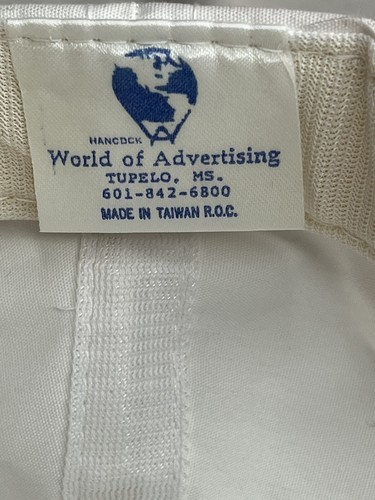 HANCOCK
World of Advertising
TUPELO, MS.
601-842-6800
MADE IN TAIWAN R.O.C.